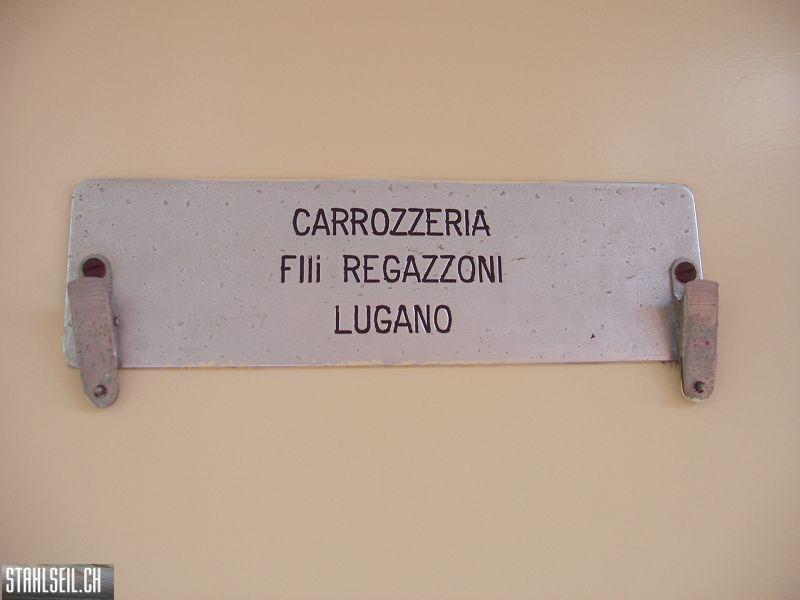 CARROZZERIA
Flli REGAZZONI
LUGANO
STAHLSEIL.CH